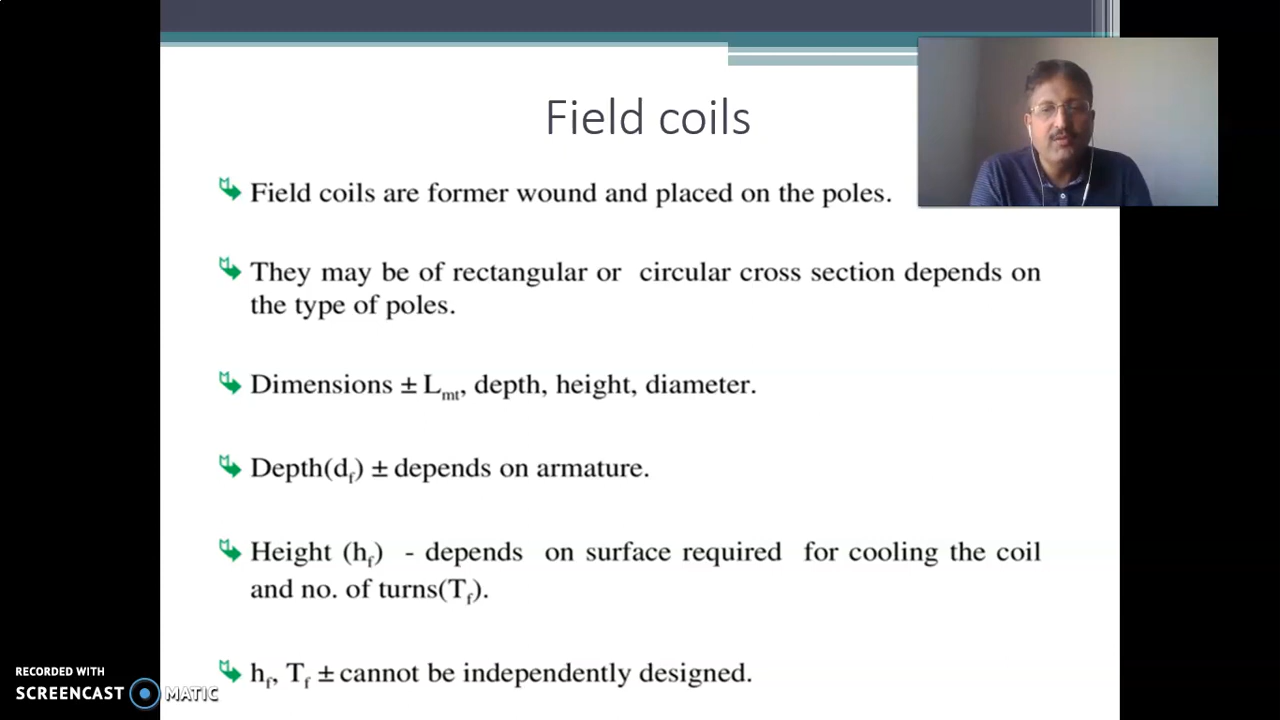 Field coils
Field coils are former wound and placed on the poles.
They may be of rectangular or circular cross section depends on
the type of poles.
Dimensions ± Lmt, depth, height, diameter.
Depth(df) ± depends on armature.
Height (hf) - depends on surface required for cooling the coil
and no. of turns(Tf).
hf, Tf ± cannot be independently designed.
RECORDED WITH
SCREENCAST MATIC